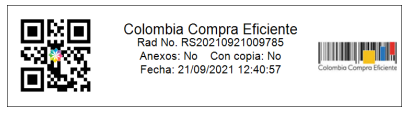 Colombia Compra Eficiente
Rad No. RS20210921009785
Anexos: No Con copia: No
Fecha: 21/09/2021 12:40:57
Colombia Compra Eficiente